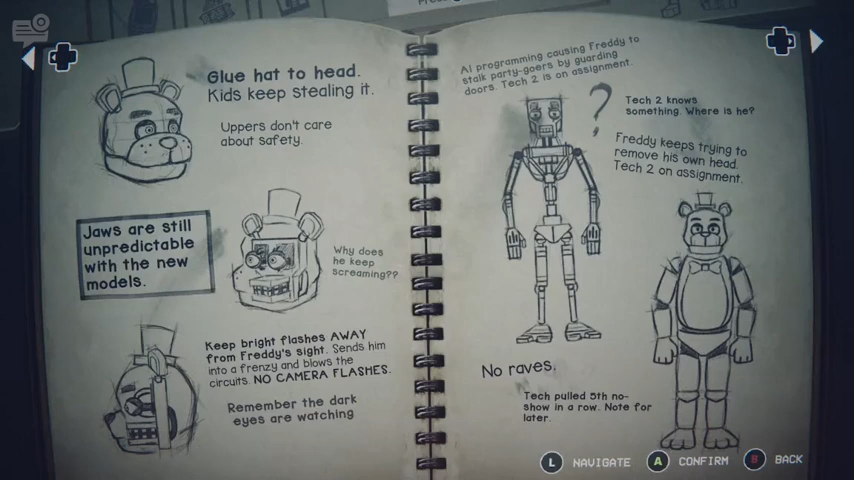 Glue hat to head.
Kids keep stealing it.
Uppers don't care
about safety.
Jaws are still
unpredictable
with the new
models.
Why does
he keep
screaming??
Keep bright flashes AWAY
from Freddy's sight. Sends him
into a frenzy and blows the
circuits. NO CAMERA FLASHES.
Remember the dark
eyes are watching
AI programming causing Freddy to
stalk party-goers by guarding
doors. Tech 2 is on assignment.
?
Tech 2 knows
something. Where is he?
Freddy keeps trying to
remove his own head.
Tech 2 on assignment.
No raves.
Tech pulled 5th no-
show in a row. Note for
later.
L NAVIGATE A CONFIRM B BACK